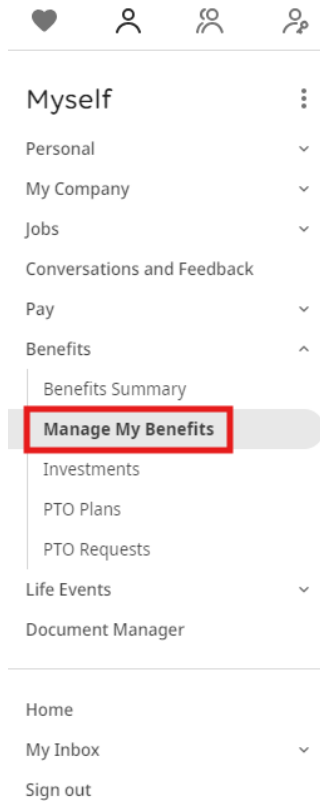 Myself
Personal
My Company
Jobs
Conversations and Feedback
Pay
Benefits
Benefits Summary
Manage My Benefits
Investments
PTO Plans
PTO Requests
Life Events
Document Manager
Home
My Inbox
Sign out